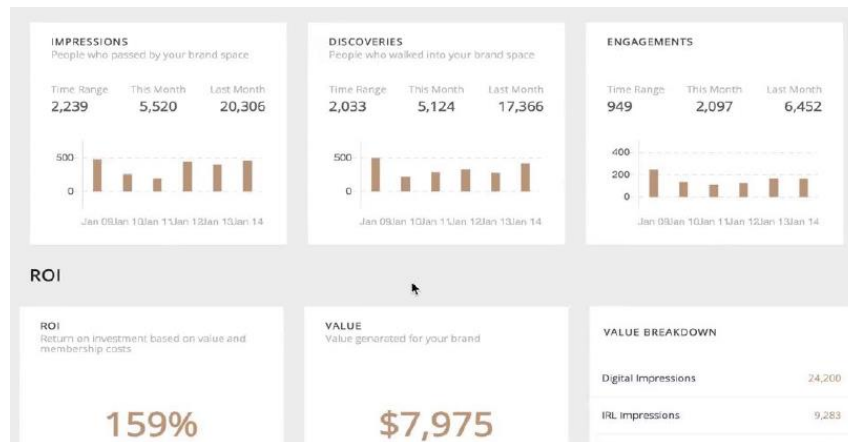 IMPRESSIONS
People who passed by your brand space
Time Range This Month Last Month
2,239 5,520 20,306
500
0
Jan 09 Jan 10 Jan 11 Jan 12 Jan 13 Jan 14
DISCOVERIES
People who walked into your brand space
Time Range This Month Last Month
2,033 5,124 17,366
500
0
Jan 09 Jan 10 Jan 11 Jan 12 Jan 13 Jan 14
ENGAGEMENTS
Time Range This Month Last Month
949 2,097 6,452
400
200
0
Jan 09 Jan 10 Jan 11 Jan 12 Jan 13 Jan 14
ROI
ROI
Return on investment based on value and
membership costs
159%
VALUE
Value genarated for your brand
$7,975
VALUE BREAKDOWN
Digital Impressions 24,200
IRL Impressions 9,283